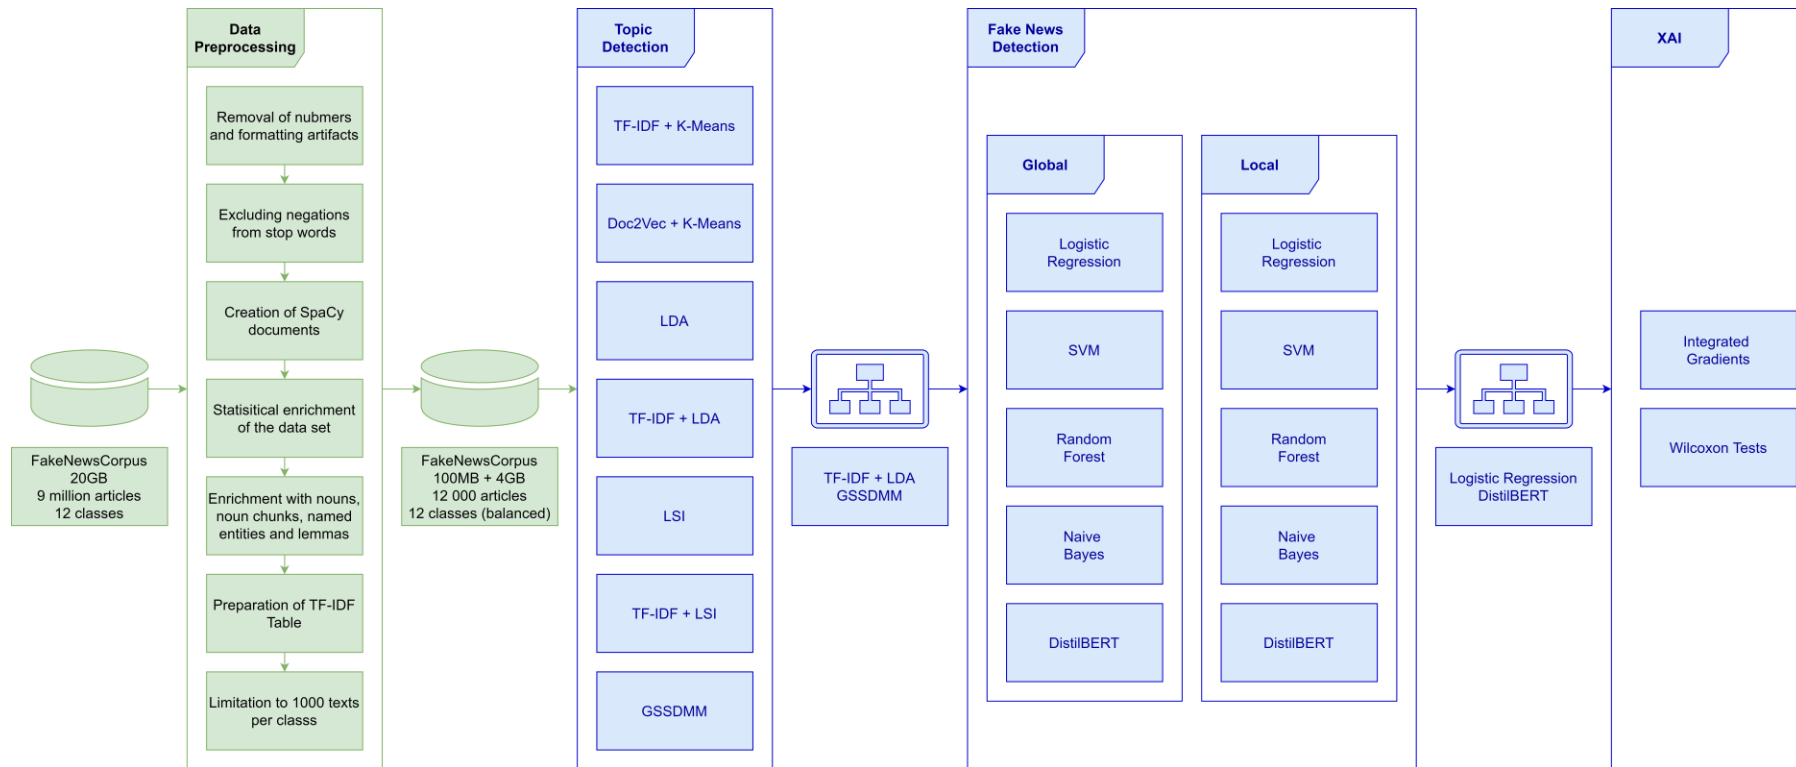 Data
Preprocessing
Removal of nubmers
and formatting artifacts
Excluding negations
from stop words
Creation of SpaCy
documents
Statisitical enrichment
of the data set
Enrichment with nouns,
noun chunks, named
entities and lemmas
Preparation of TF-IDF
Table
Limitation to 1000 texts
per classs
FakeNewsCorpus
20GB
9 million articles
12 classes
FakeNewsCorpus
100MB + 4GB
12 000 articles
12 classes (balanced)
Topic
Detection
TF-IDF + K-Means
Doc2Vec + K-Means
LDA
TF-IDF + LDA
LSI
TF-IDF + LSI
GSSDMM
TF-IDF + LDA
GSSDMM
Fake News
Detection
Global
Logistic
Regression
SVM
Random
Forest
Naive
Bayes
DistilBERT
Local
Logistic
Regression
SVM
Random
Forest
Naive
Bayes
DistilBERT
Logistic Regression
DistilBERT
XAI
Integrated
Gradients
Wilcoxon Tests